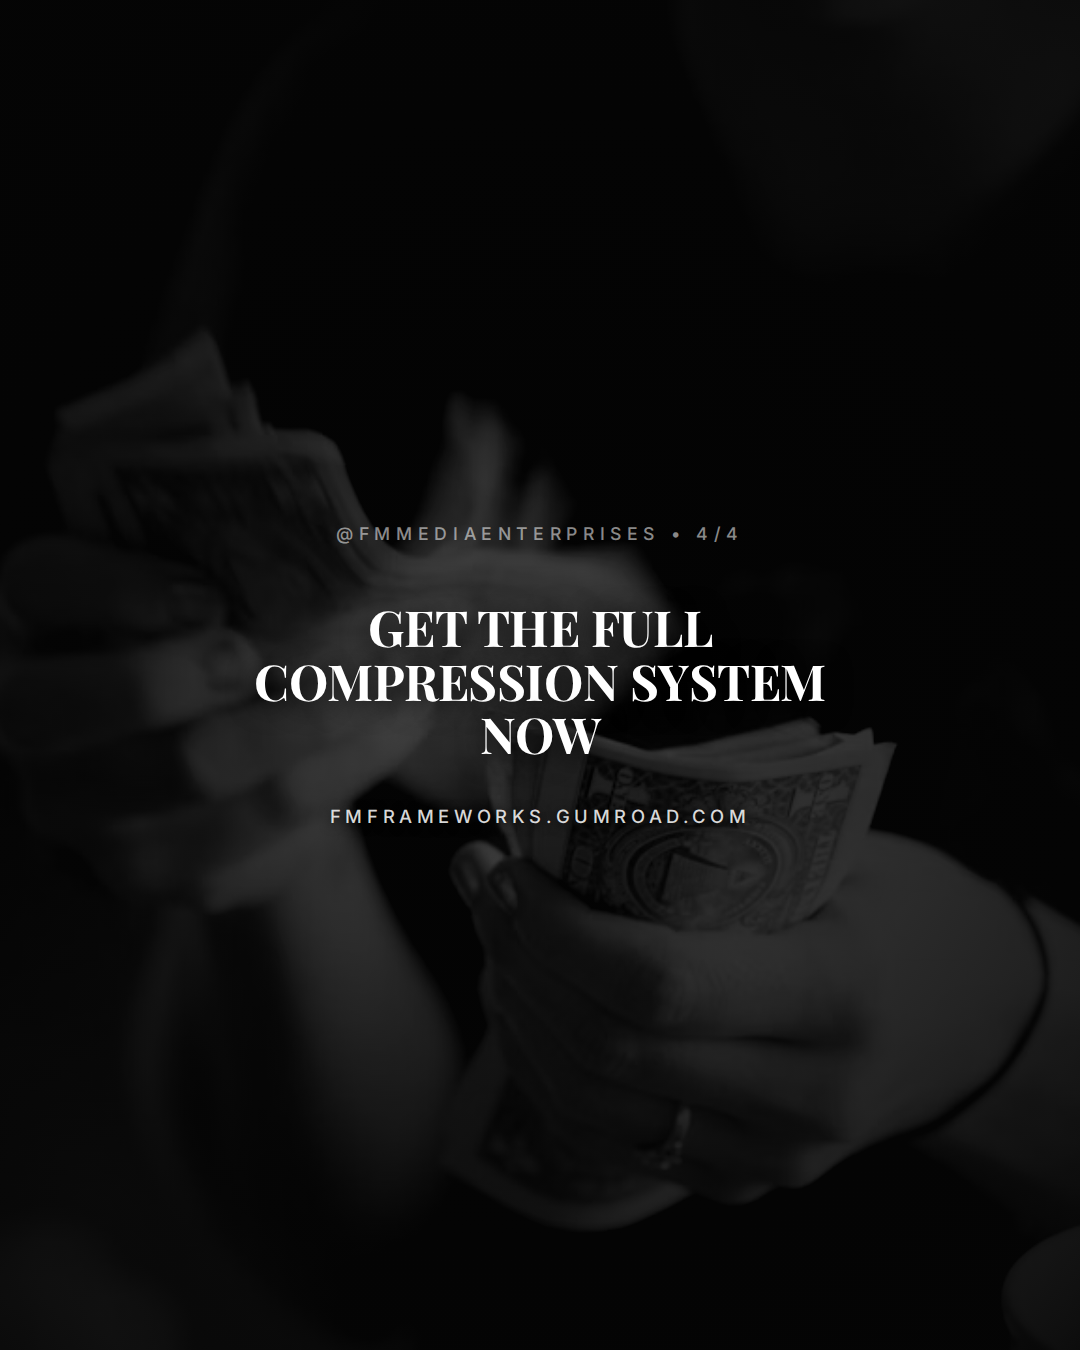 @FMMEDIAENTERPRISES • 4/4
GET THE FULL
COMPRESSION SYSTEM
NOW
FMFRAMEWORKS.GUMROAD.COM